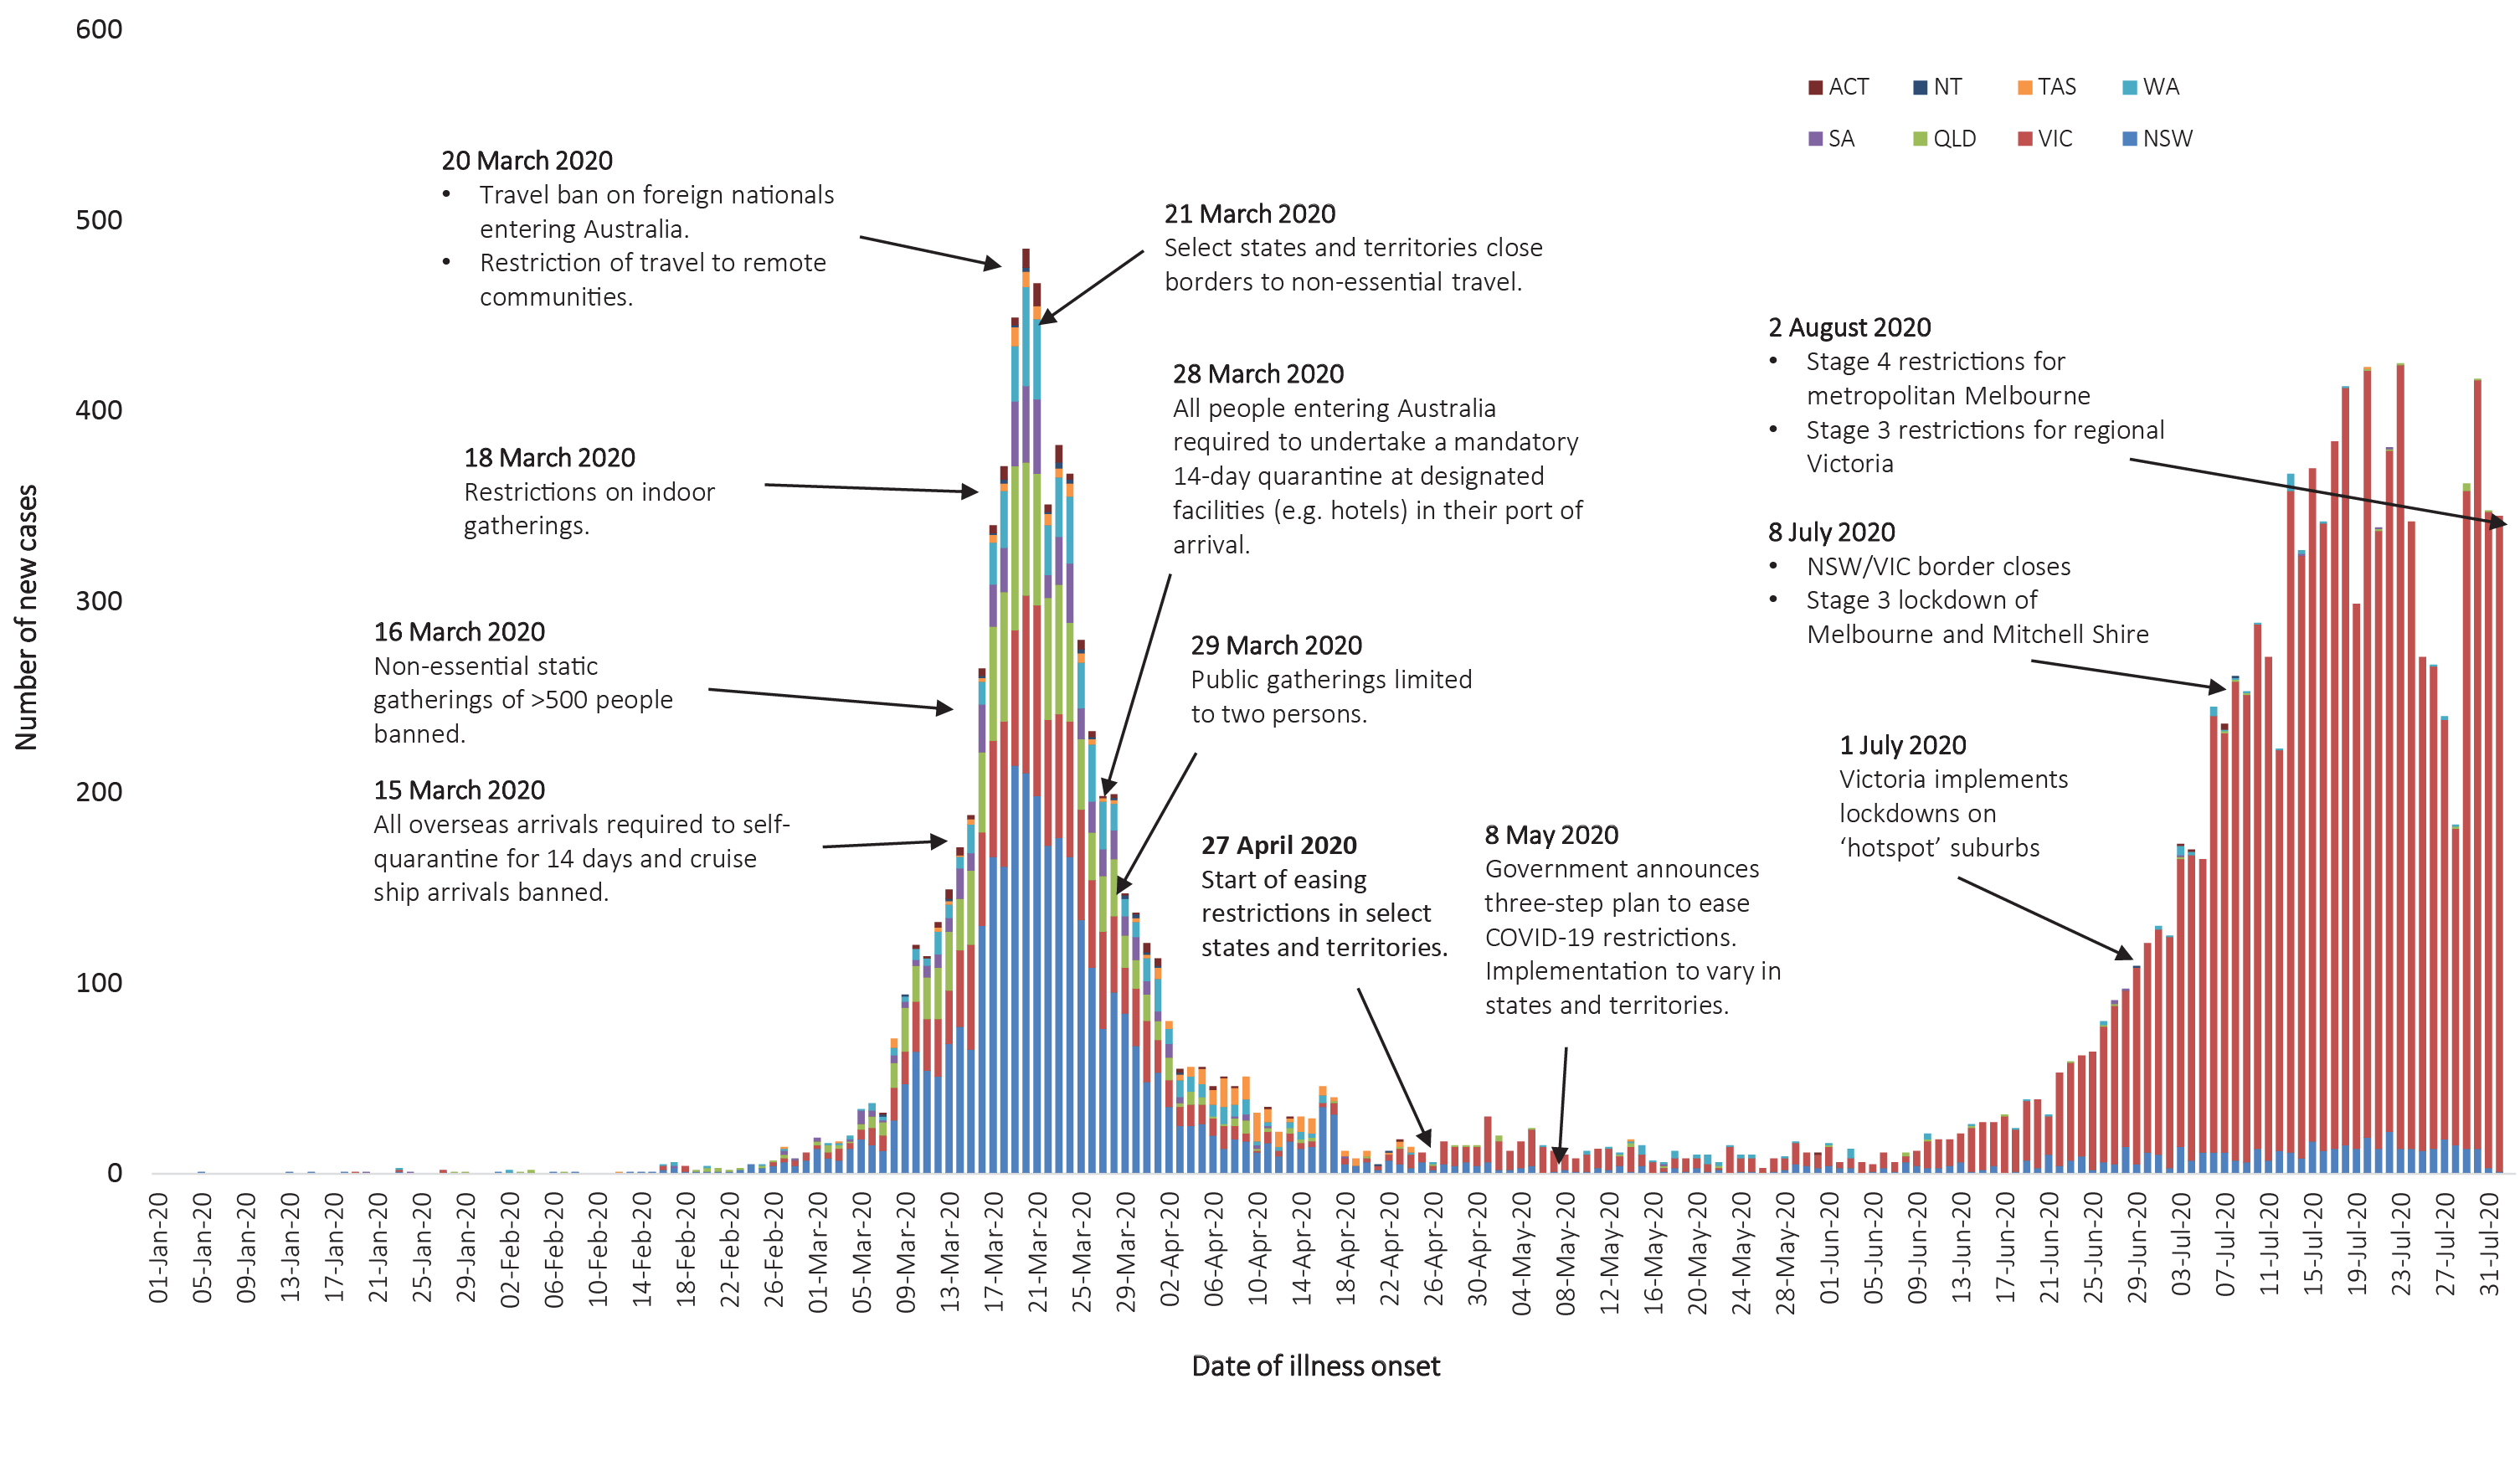 600
500
400
300
200
100
0
Number of new cases
ACT NT TAS WA
SA QLD VIC NSW
20 March 2020
• Travel ban on foreign nationals
entering Australia.
• Restriction of travel to remote
communities.
21 March 2020
Select states and territories close
borders to non-essential travel.
18 March 2020
Restrictions on indoor
gatherings.
28 March 2020
All people entering Australia
required to undertake a mandatory
14-day quarantine at designated
facilities (e.g. hotels) in their port of
arrival.
16 March 2020
Non-essential static
gatherings of >500 people
banned.
29 March 2020
Public gatherings limited
to two persons.
15 March 2020
All overseas arrivals required to self-
quarantine for 14 days and cruise
ship arrivals banned.
27 April 2020
Start of easing
restrictions in select
states and territories.
8 May 2020
Government announces
three-step plan to ease
COVID-19 restrictions.
Implementation to vary in
states and territories.
2 August 2020
• Stage 4 restrictions for
metropolitan Melbourne
• Stage 3 restrictions for regional
Victoria
8 July 2020
• NSW/VIC border closes
• Stage 3 lockdown of
Melbourne and Mitchell Shire
1 July 2020
Victoria implements
lockdowns on
‘hotspot’ suburbs
01-Jan-20
05-Jan-20
09-Jan-20
13-Jan-20
17-Jan-20
21-Jan-20
25-Jan-20
29-Jan-20
02-Feb-20
06-Feb-20
10-Feb-20
14-Feb-20
18-Feb-20
22-Feb-20
26-Feb-20
01-Mar-20
05-Mar-20
09-Mar-20
13-Mar-20
17-Mar-20
21-Mar-20
25-Mar-20
29-Mar-20
02-Apr-20
06-Apr-20
10-Apr-20
14-Apr-20
18-Apr-20
22-Apr-20
26-Apr-20
30-Apr-20
04-May-20
08-May-20
12-May-20
16-May-20
20-May-20
24-May-20
28-May-20
01-Jun-20
05-Jun-20
09-Jun-20
13-Jun-20
17-Jun-20
21-Jun-20
25-Jun-20
29-Jun-20
03-Jul-20
07-Jul-20
11-Jul-20
15-Jul-20
19-Jul-20
23-Jul-20
27-Jul-20
31-Jul-20
Date of illness onset